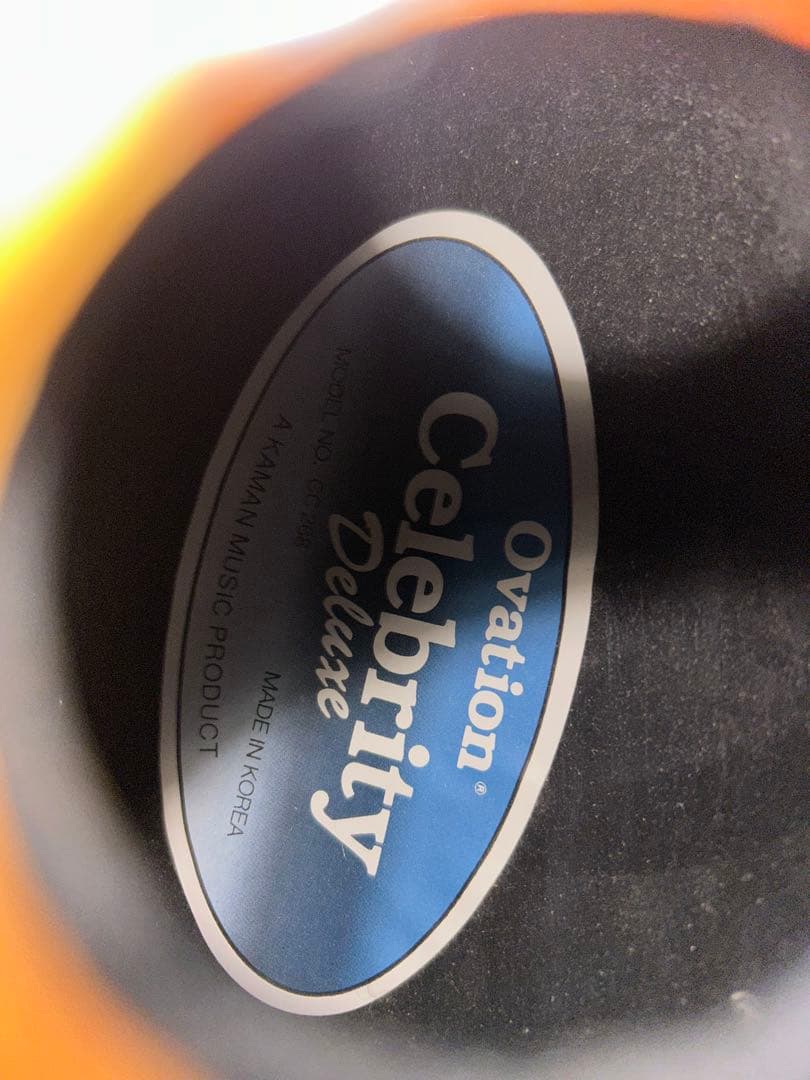 Ovation®
Celebrity
Deluxe
MODEL NO.
MADE IN KOREA
A KAMAN MUSIC PRODUCT